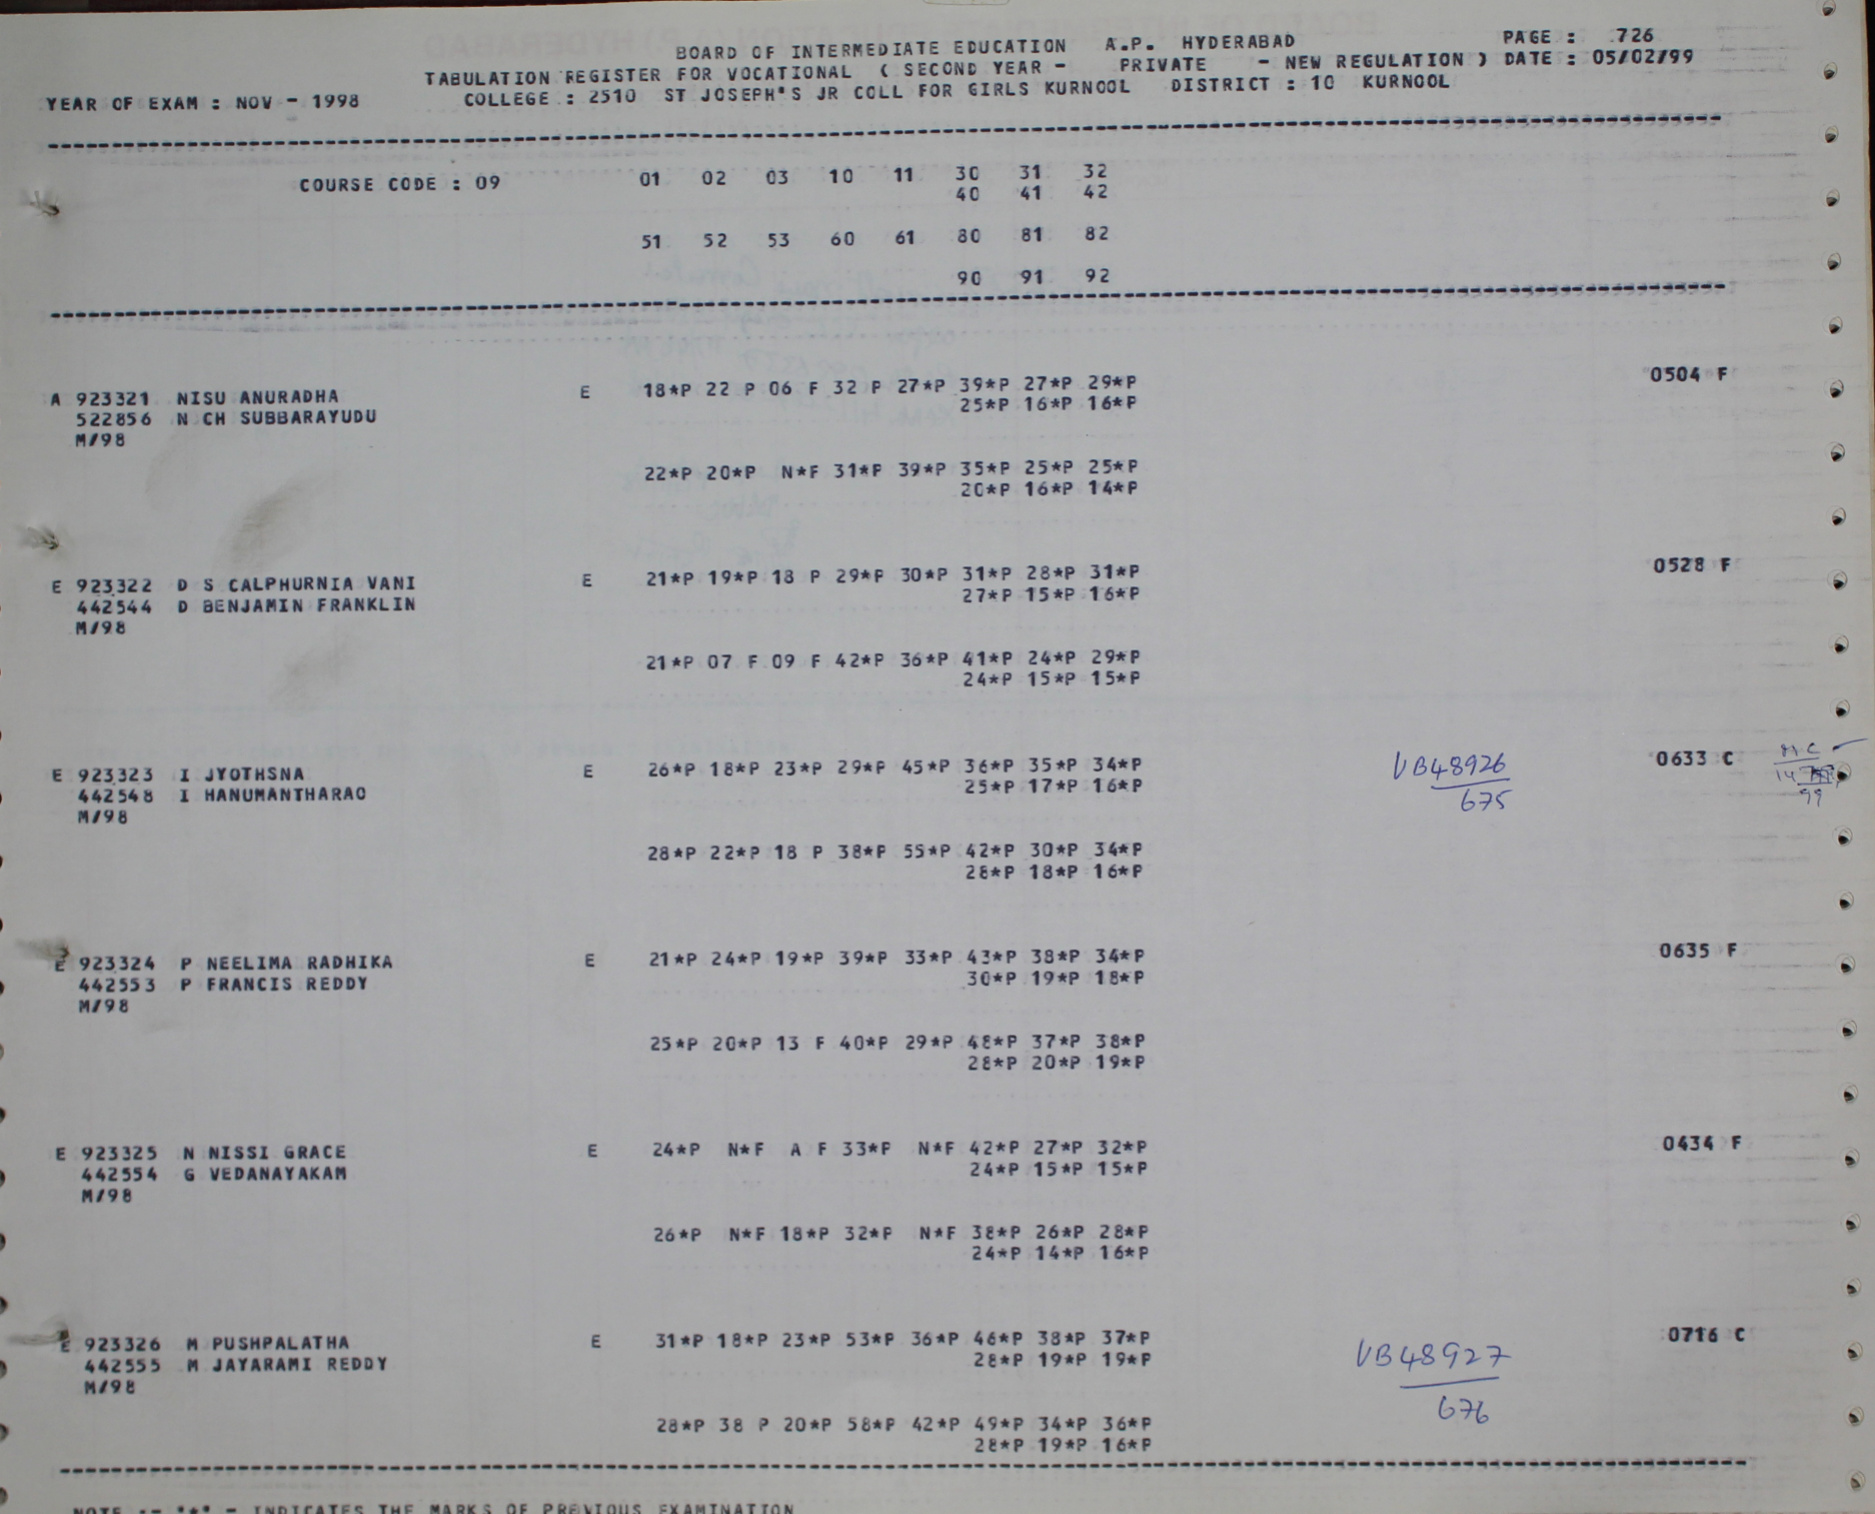 BOARD OF INTERMEDIATE EDUCATION A.P. HYDERABAD PAGE : 726
TABULATION REGISTER FOR VOCATIONAL ( SECOND YEAR - PRIVATE - NEW REGULATION ) DATE : 05/02/99
YEAR OF EXAM : NOV - 1998 COLLEGE : 2510 ST JOSEPH'S JR COLL FOR GIRLS KURNOOL DISTRICT : 10 KURNOOL
COURSE CODE : 09 01 02 03 10 11 30 31 32
40 41 42
51 52 53 60 61 80 81 82
90 91 92
A 923321 NISU ANURADHA E 18*P 22 P 06 F 32 P 27*P 39*P 27*P 29*P 0504 F
522856 N CH SUBBARAYUDU 25*P 16*P 16*P
M/98
22*P 20*P N*F 31*P 39*P 35*P 25*P 25*P
20*P 16*P 14*P
E 923322 D S CALPHURNIA VANI E 21*P 19*P 18 P 29*P 30*P 31*P 28*P 31*P 0528 F
442544 D BENJAMIN FRANKLIN 27*P 15*P 16*P
M/98
21*P 07 F 09 F 42*P 36*P 41*P 24*P 29*P
24*P 15*P 15*P
E 923323 I JYOTHSNA E 26*P 18*P 23*P 29*P 45*P 36*P 35*P 34*P VB48926 0633 C MC
442548 I HANUMANTHARAO 25*P 17*P 16*P 675 14
M/98 99
28*P 22*P 18 P 38*P 55*P 42*P 30*P 34*P
28*P 18*P 16*P
E 923324 P NEELIMA RADHIKA E 21*P 24*P 19*P 39*P 33*P 43*P 38*P 34*P 0635 F
442553 P FRANCIS REDDY 30*P 19*P 18*P
M/98
25*P 20*P 13 F 40*P 29*P 48*P 37*P 38*P
28*P 20*P 19*P
E 923325 N NISSI GRACE E 24*P N*F A F 33*P N*F 42*P 27*P 32*P 0434 F
442554 G VEDANAYAKAM 24*P 15*P 15*P
M/98
26*P N*F 18*P 32*P N*F 38*P 26*P 28*P
24*P 14*P 16*P
E 923326 M PUSHPALATHA E 31*P 18*P 23*P 53*P 36*P 46*P 38*P 37*P VB48927 0716 C
442555 M JAYARAMI REDDY 28*P 19*P 19*P
M/98 676
28*P 38 P 20*P 58*P 42*P 49*P 34*P 36*P
28*P 19*P 16*P
NOTE :- "*" - INDICATES THE MARKS OF PREVIOUS EXAMINATION